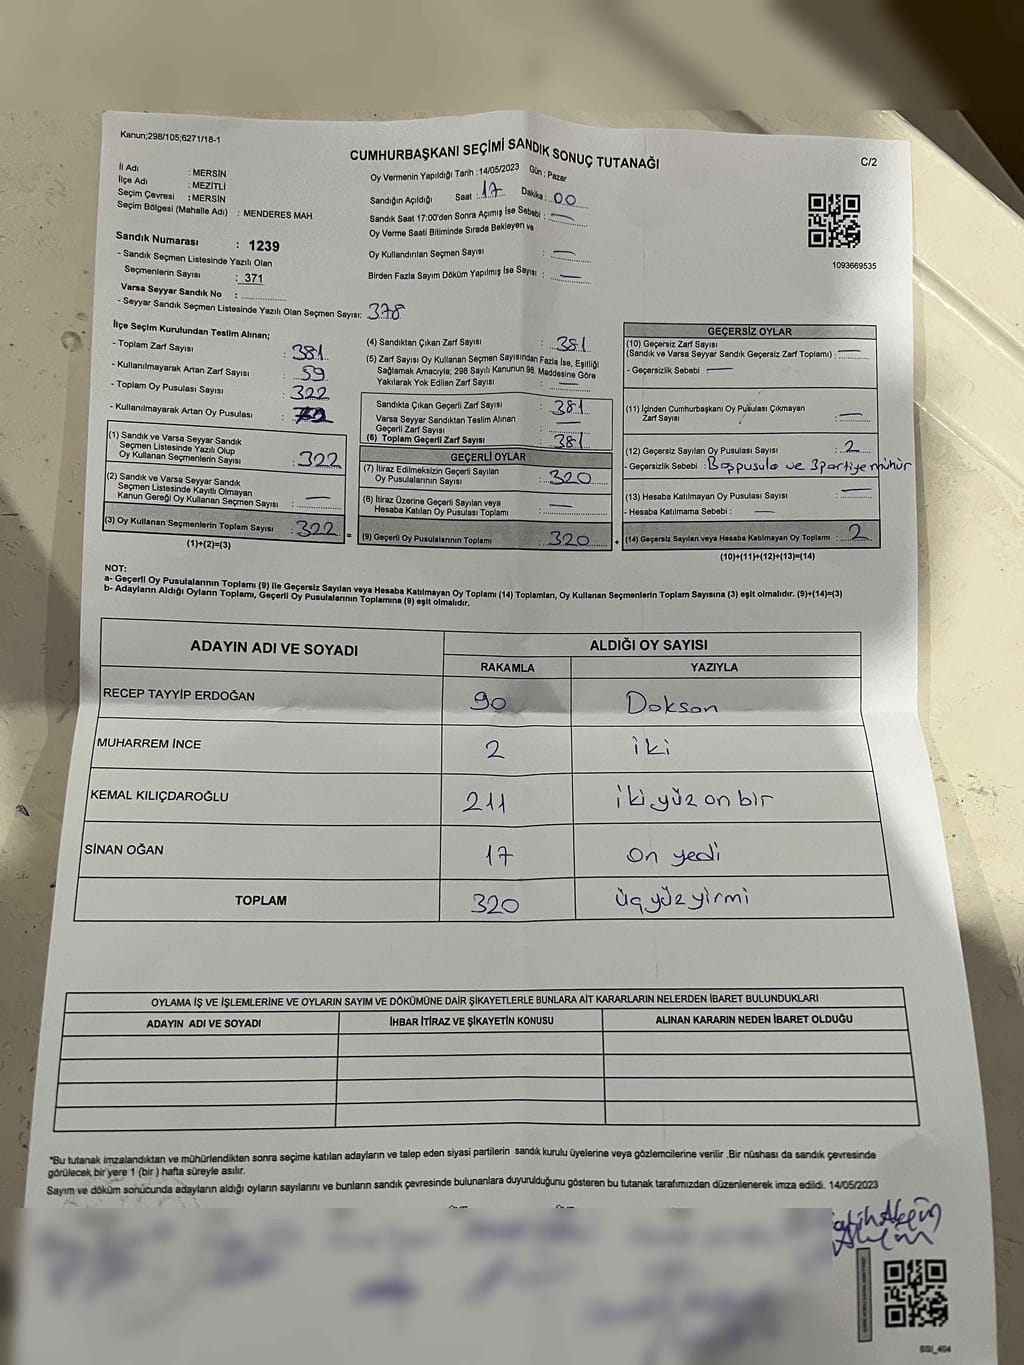 Kanun;298/105;6271/18-1
CUMHURBAŞKANI SEÇİMİ SANDIK SONUÇ TUTANAĞI
C/2
İl Adı : MERSİN
İlçe Adı : MEZİTLİ
Seçim Çevresi : MERSİN
Seçim Bölgesi (Mahalle Adı) : MENDERES MAH.
Oy Vermenin Yapıldığı Tarih :14/05/2023 Gün : Pazar
Sandığın Açıldığı Saat : 17 Dakika : 00
Sandık Saat 17:00'den Sonra Açımış İse Sebebi : —
Oy Verme Saati Bitiminde Sırada Bekleyen ve
Oy Kullandırılan Seçmen Sayısı : —
Birden Fazla Sayım Döküm Yapılmış İse Sayısı : —
1093669535
Sandık Numarası : 1239
- Sandık Seçmen Listesinde Yazılı Olan
Seçmenlerin Sayısı : 371
Varsa Seyyar Sandık No :
- Seyyar Sandık Seçmen Listesinde Yazılı Olan Seçmen Sayısı: 378
İlçe Seçim Kurulundan Teslim Alınan;
- Toplam Zarf Sayısı : 381
- Kullanılmayarak Artan Zarf Sayısı : 59
- Toplam Oy Pusulası Sayısı : 322
- Kullanılmayarak Artan Oy Pusulası :
(1) Sandık ve Varsa Seyyar Sandık
Seçmen Listesinde Yazılı Olup
Oy Kullanan Seçmenlerin Sayısı : 322
(2) Sandık ve Varsa Seyyar Sandık
Seçmen Listesinde Kayıtlı Olmayan
Kanun Gereği Oy Kullanan Seçmen Sayısı : —
(3) Oy Kullanan Seçmenlerin Toplam Sayısı : 322
(1)+(2)=(3)
(4) Sandıktan Çıkan Zarf Sayısı : 381
(5) Zarf Sayısı Oy Kullanan Seçmen Sayısından Fazla İse, Eşitliği
Sağlamak Amacıyla; 298 Sayılı Kanunun 98. Maddesine Göre
Yakılarak Yok Edilen Zarf Sayısı : —
Sandıkta Çıkan Geçerli Zarf Sayısı : 381
Varsa Seyyar Sandıktan Teslim Alınan
Geçerli Zarf Sayısı : —
(6) Toplam Geçerli Zarf Sayısı : 381
GEÇERLİ OYLAR
(7) İtiraz Edilmeksizin Geçerli Sayılan
Oy Pusulalarının Sayısı : 320
(8) İtiraz Üzerine Geçerli Sayılan veya
Hesaba Katılan Oy Pusulası Toplamı : —
= (9) Geçerli Oy Pusulalarının Toplamı : 320 +
GEÇERSİZ OYLAR
(10) Geçersiz Zarf Sayısı
(Sandık ve Varsa Seyyar Sandık Geçersiz Zarf Toplamı) : —
- Geçersizlik Sebebi : —
(11) İçinden Cumhurbaşkanı Oy Pusulası Çıkmayan
Zarf Sayısı : —
(12) Geçersiz Sayılan Oy Pusulası Sayısı : 2
- Geçersizlik Sebebi : Boş pusula ve 3 partiye mühür
(13) Hesaba Katılmayan Oy Pusulası Sayısı : —
- Hesaba Katılmama Sebebi : —
(14) Geçersiz Sayılan veya Hesaba Katılmayan Oy Toplamı : 2
(10)+(11)+(12)+(13)=(14)
NOT:
a- Geçerli Oy Pusulalarının Toplamı (9) ile Geçersiz Sayılan veya Hesaba Katılmayan Oy Toplamı (14) Toplamları, Oy Kullanan Seçmenlerin Toplam Sayısına (3) eşit olmalıdır. (9)+(14)=(3)
b- Adayların Aldığı Oyların Toplamı, Geçerli Oy Pusulalarının Toplamına (9) eşit olmalıdır.
ADAYIN ADI VE SOYADI
ALDIĞI OY SAYISI
RAKAMLA YAZIYLA
RECEP TAYYİP ERDOĞAN 90 Doksan
MUHARREM İNCE 2 iki
KEMAL KILIÇDAROĞLU 211 iki yüz on bir
SİNAN OĞAN 17 On yedi
TOPLAM 320 üç yüz yirmi
OYLAMA İŞ VE İŞLEMLERİNE VE OYLARIN SAYIM VE DÖKÜMÜNE DAİR ŞİKAYETLERLE BUNLARA AİT KARARLARIN NELERDEN İBARET BULUNDUKLARI
ADAYIN ADI VE SOYADI İHBAR İTİRAZ VE ŞİKAYETİN KONUSU ALINAN KARARIN NEDEN İBARET OLDUĞU
*Bu tutanak imzalandıktan ve mühürlendikten sonra seçime katılan adayların ve talep eden siyasi partilerin sandık kurulu üyelerine veya gözlemcilerine verilir .Bir nüshası da sandık çevresinde
görülecek bir yere 1 (bir ) hafta süreyle asılır.
Sayım ve döküm sonucunda adayların aldığı oyların sayılarını ve bunların sandık çevresinde bulunanlara duyurulduğunu gösteren bu tutanak tarafımızdan düzenlenerek imza edildi. 14/05/2023